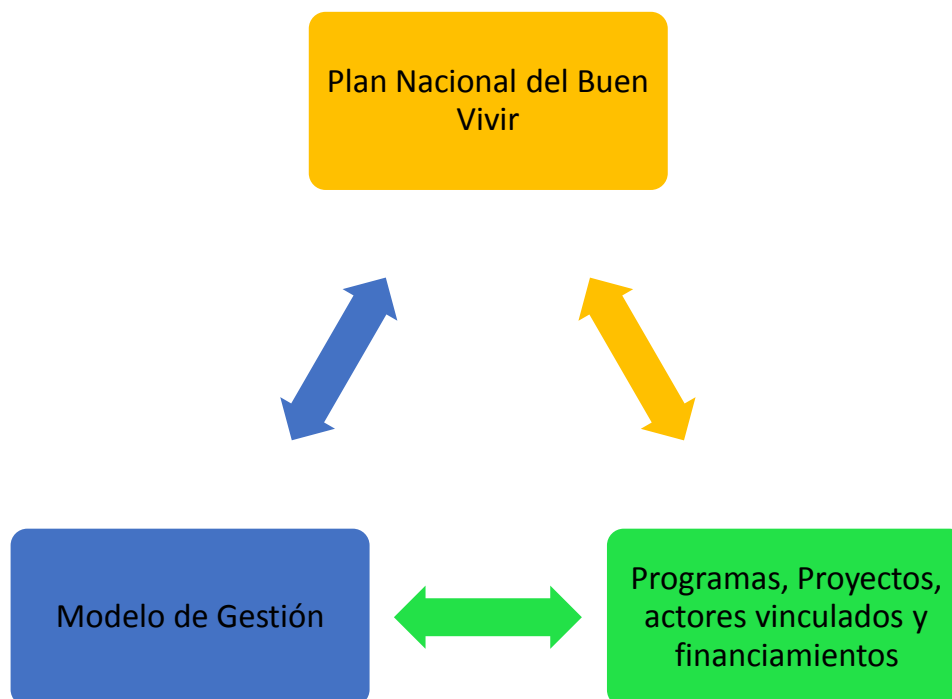 Plan Nacional del Buen
Vivir
Modelo de Gestión
Programas, Proyectos,
actores vinculados y
financiamientos